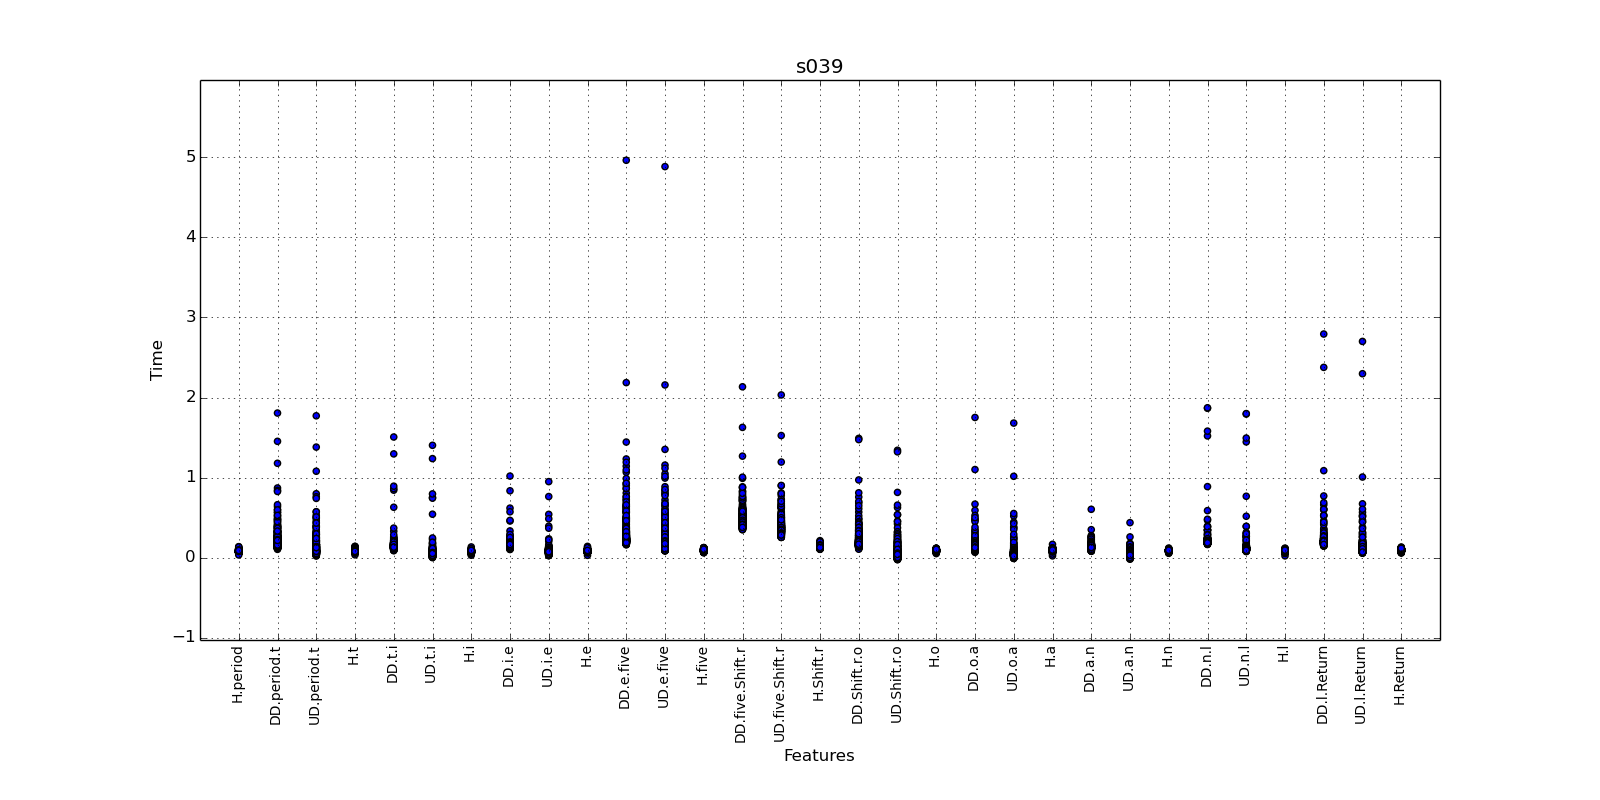 s039
Time
5
4
3
2
1
0
−1
H.period
DD.period.t
UD.period.t
H.t
DD.t.i
UD.t.i
H.i
DD.i.e
UD.i.e
H.e
DD.e.five
UD.e.five
H.five
DD.five.Shift.r
UD.five.Shift.r
H.Shift.r
DD.Shift.r.o
UD.Shift.r.o
H.o
DD.o.a
UD.o.a
H.a
DD.a.n
UD.a.n
H.n
DD.n.l
UD.n.l
H.l
DD.l.Return
UD.l.Return
H.Return
Features